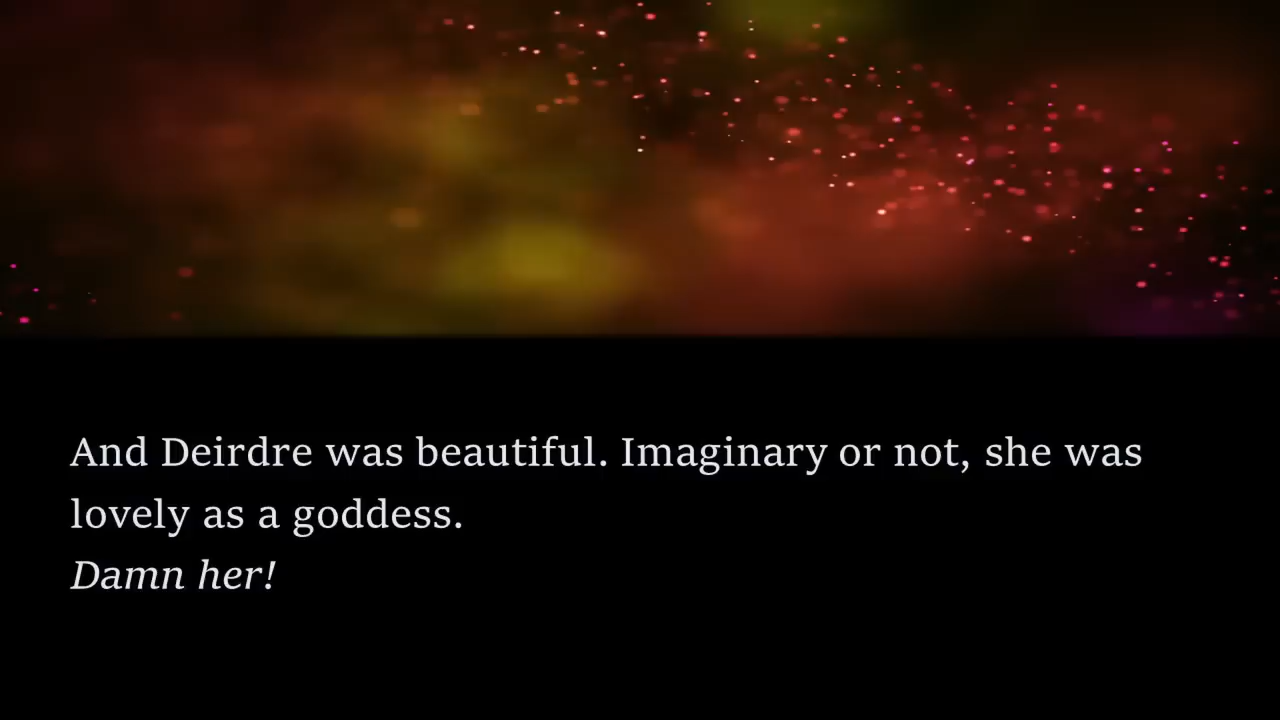 And Deirdre was beautiful. Imaginary or not, she was
lovely as a goddess.
Damn her!